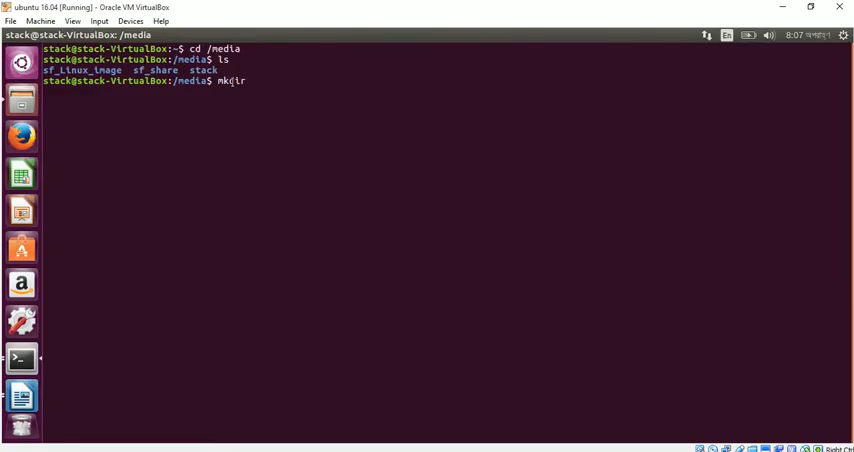 ubuntu 16.04 [Running] - Oracle VM VirtualBox
File Machine View Input Devices Help
stack@stack-VirtualBox: /media
En
8:07 অপরাহ্ণ
stack@stack-VirtualBox:~$ cd /media
stack@stack-VirtualBox:/media$ ls
sf_Linux_image sf_share stack
stack@stack-VirtualBox:/media$ mkdir
Right Ctrl